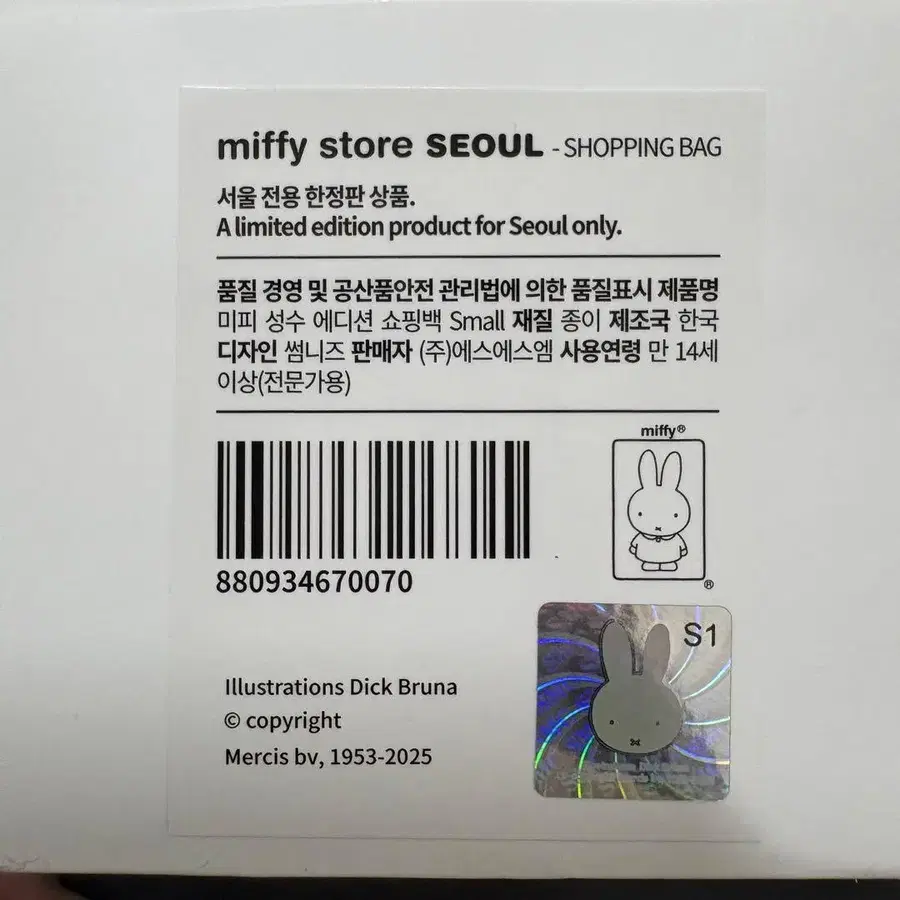 miffy store SEOUL - SHOPPING BAG
서울 전용 한정판 상품.
A limited edition product for Seoul only.
품질 경영 및 공산품안전 관리법에 의한 품질표시 제품명
미피 성수 에디션 쇼핑백 Small 재질 종이 제조국 한국
디자인 썸니즈 판매자 (주)에스에스엠 사용연령 만 14세
이상(전문가용)
miffy®
®
880934670070
S1
Illustrations Dick Bruna
© copyright
Mercis bv, 1953-2025